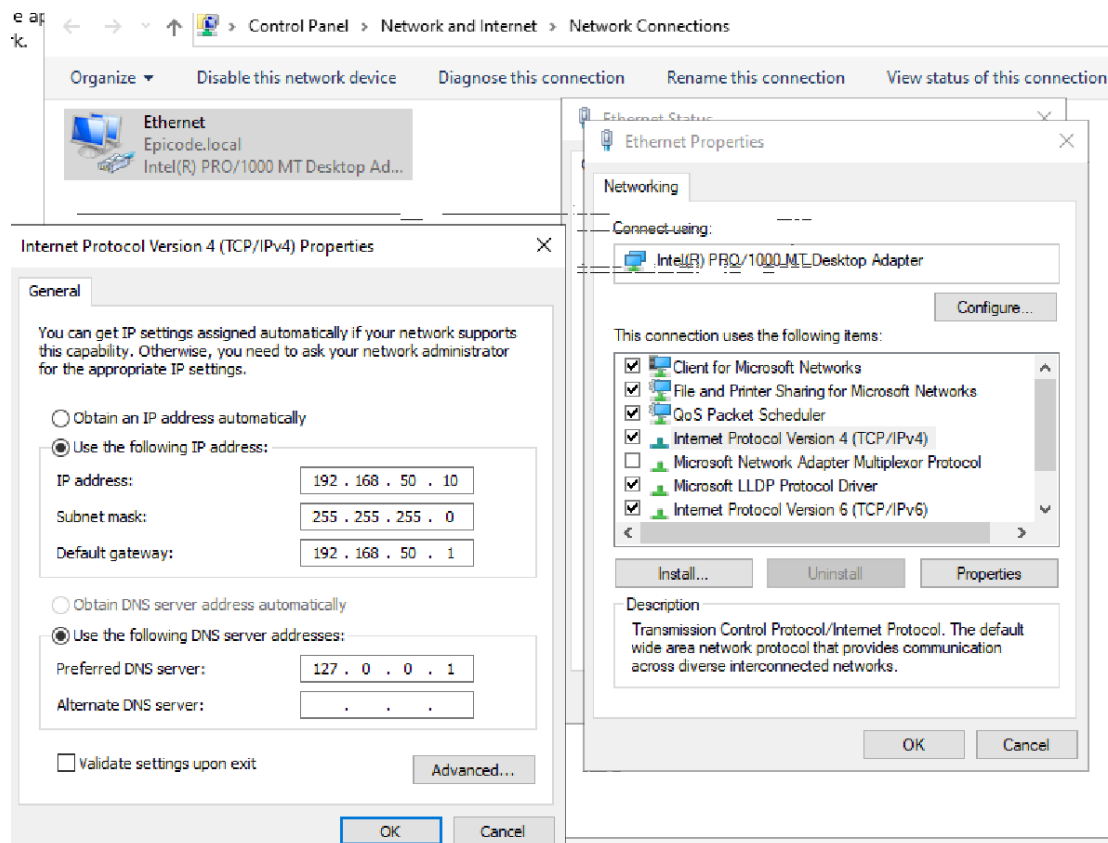 e ap
k.
Control Panel > Network and Internet > Network Connections
Organize
Disable this network device
Diagnose this connection
Rename this connection
View status of this connection
Ethernet
Epicode.local
Intel(R) PRO/1000 MT Desktop Ad...
Ethernet Status
Ethernet Properties
Networking
Connect using:
Intel(R) PRO/1000 MT Desktop Adapter
Configure...
This connection uses the following items:
Client for Microsoft Networks
File and Printer Sharing for Microsoft Networks
QoS Packet Scheduler
Internet Protocol Version 4 (TCP/IPv4)
Microsoft Network Adapter Multiplexor Protocol
Microsoft LLDP Protocol Driver
Internet Protocol Version 6 (TCP/IPv6)
Install...
Uninstall
Properties
Description
Transmission Control Protocol/Internet Protocol. The default
wide area network protocol that provides communication
across diverse interconnected networks.
OK
Cancel
Internet Protocol Version 4 (TCP/IPv4) Properties
General
You can get IP settings assigned automatically if your network supports
this capability. Otherwise, you need to ask your network administrator
for the appropriate IP settings.
Obtain an IP address automatically
Use the following IP address:
IP address:
192 . 168 . 50 . 10
Subnet mask:
255 . 255 . 255 . 0
Default gateway:
192 . 168 . 50 . 1
Obtain DNS server address automatically
Use the following DNS server addresses:
Preferred DNS server:
127 . 0 . 0 . 1
Alternate DNS server:
. . .
Validate settings upon exit
Advanced...
OK
Cancel